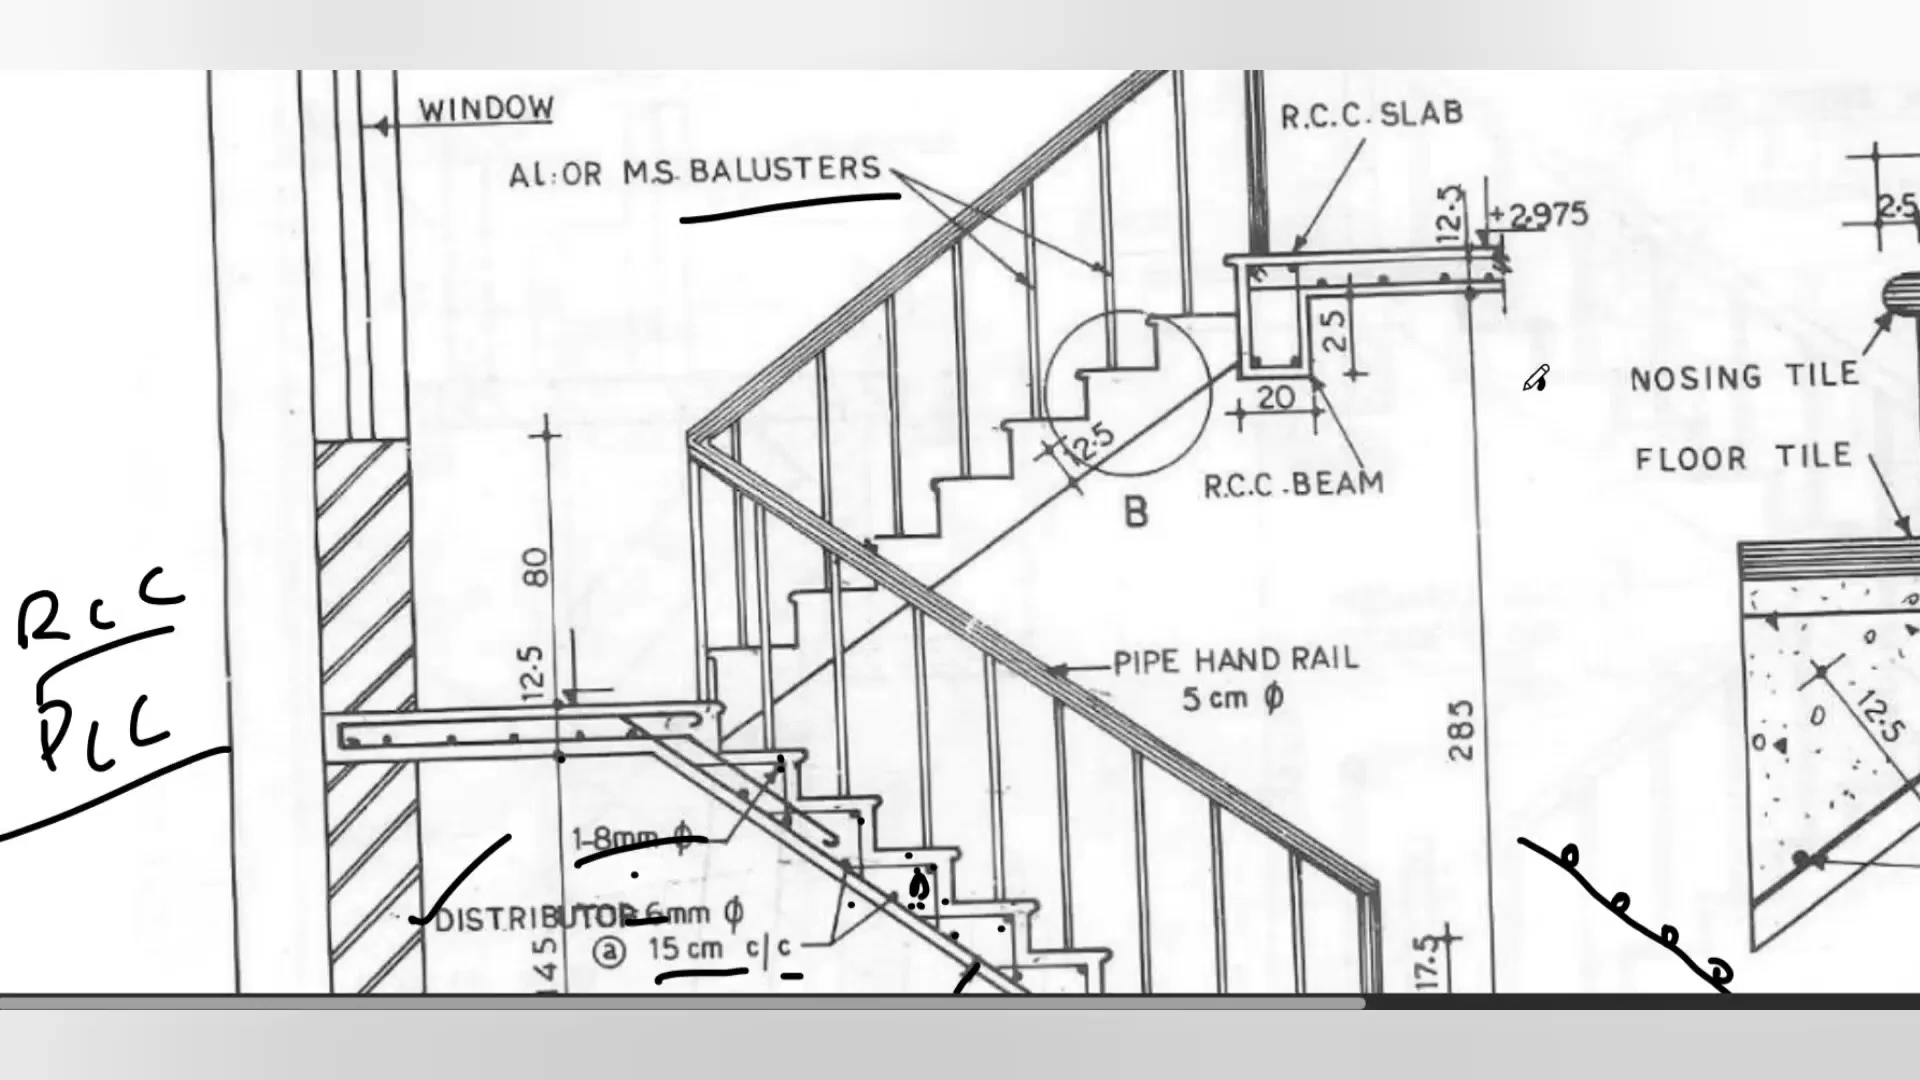 WINDOW
AL. OR M.S. BALUSTERS
R.C.C. SLAB
12.5
+2.975
2.5
25
NOSING TILE
20
12.5
FLOOR TILE
R.C.C. BEAM
B
80
RCC
12.5
PIPE HAND RAIL
5 cm ϕ
PCC
285
12.5
1-8mm ϕ
DISTRIBUTOR 6mm ϕ
ⓐ 15 cm c/c
145
17.5